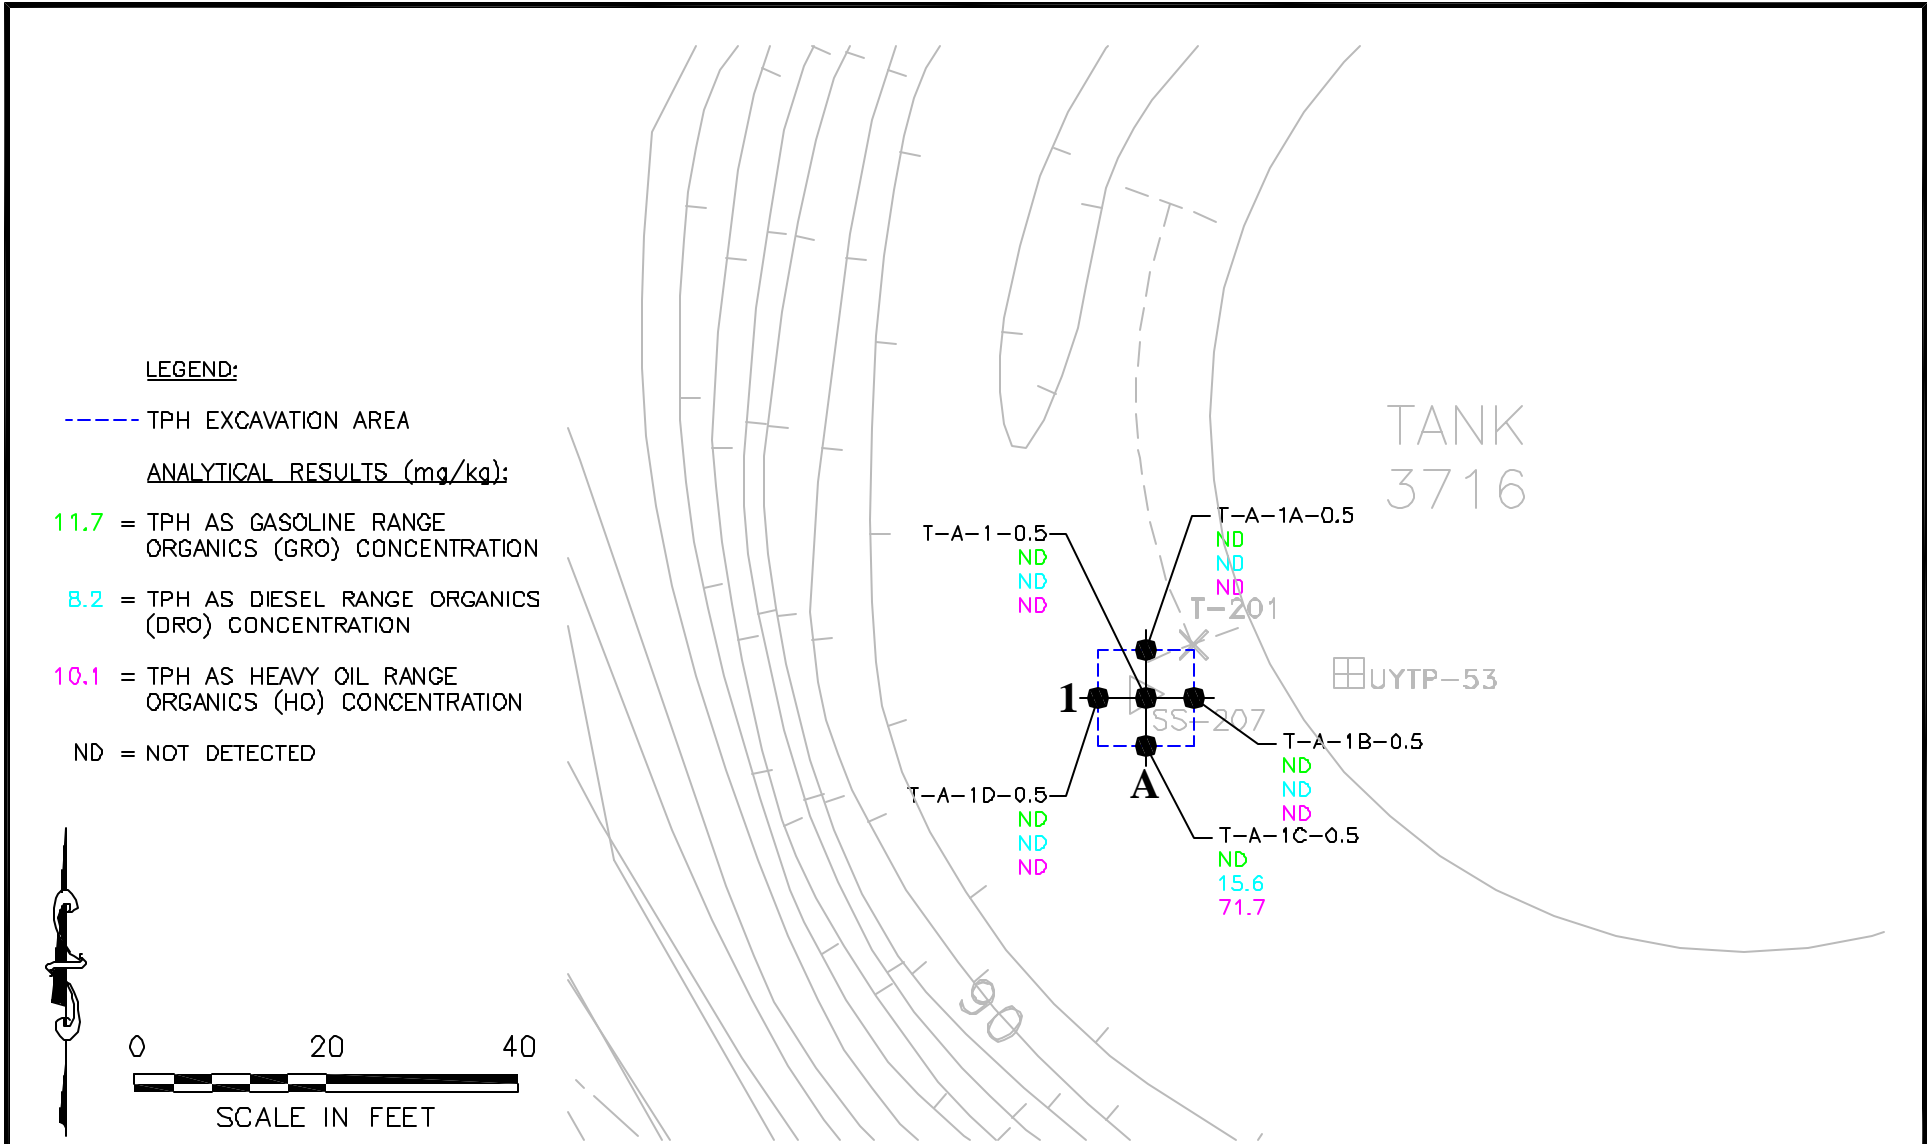 LEGEND:
TPH EXCAVATION AREA
ANALYTICAL RESULTS (mg/kg):
11.7 = TPH AS GASOLINE RANGE
ORGANICS (GRO) CONCENTRATION
8.2 = TPH AS DIESEL RANGE ORGANICS
(DRO) CONCENTRATION
10.1 = TPH AS HEAVY OIL RANGE
ORGANICS (HO) CONCENTRATION
ND = NOT DETECTED
0 20 40
SCALE IN FEET
TANK
3716
T-A-1-0.5
ND
ND
ND
T-A-1A-0.5
ND
ND
ND
T-201
UYTP-53
1
SS-207
A
T-A-1B-0.5
ND
ND
ND
T-A-1D-0.5
ND
ND
ND
T-A-1C-0.5
ND
15.6
71.7
90